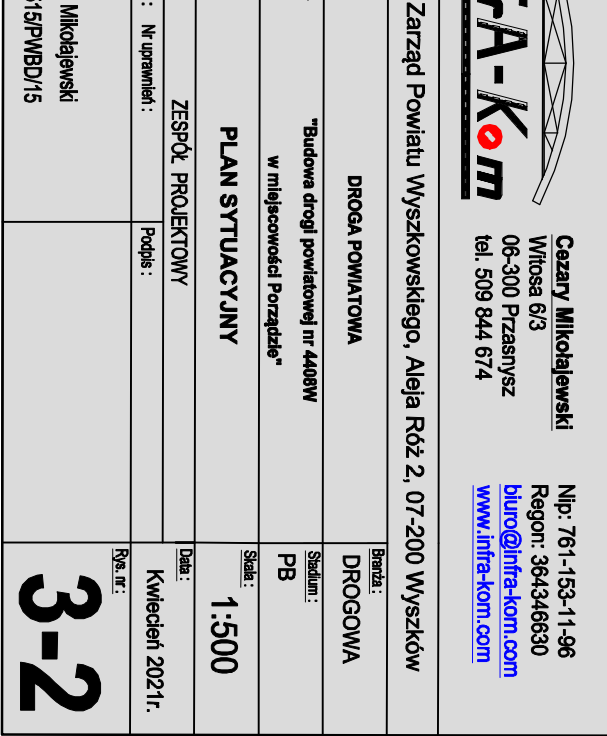 rA-Kom
Cezary Mikołajewski
Witosa 6/3
06-300 Przasnysz
tel. 509 844 674
Nip: 761-153-11-96
Regon: 364346630
biuro@infra-kom.com
www.infra-kom.com
Zarząd Powiatu Wyszkowskiego, Aleja Róż 2, 07-200 Wyszków
DROGA POWIATOWA
Branża :
DROGOWA
"Budowa drogi powiatowej nr 4408W
w miejscowości Porządzie"
Stadium :
PB
PLAN SYTUACYJNY
Skala :
1:500
ZESPÓŁ PROJEKTOWY
Data :
Kwiecień 2021r.
: Nr uprawnień :
Podpis :
Rys. nr :
3-2
Mikołajewski
515/PWBD/15